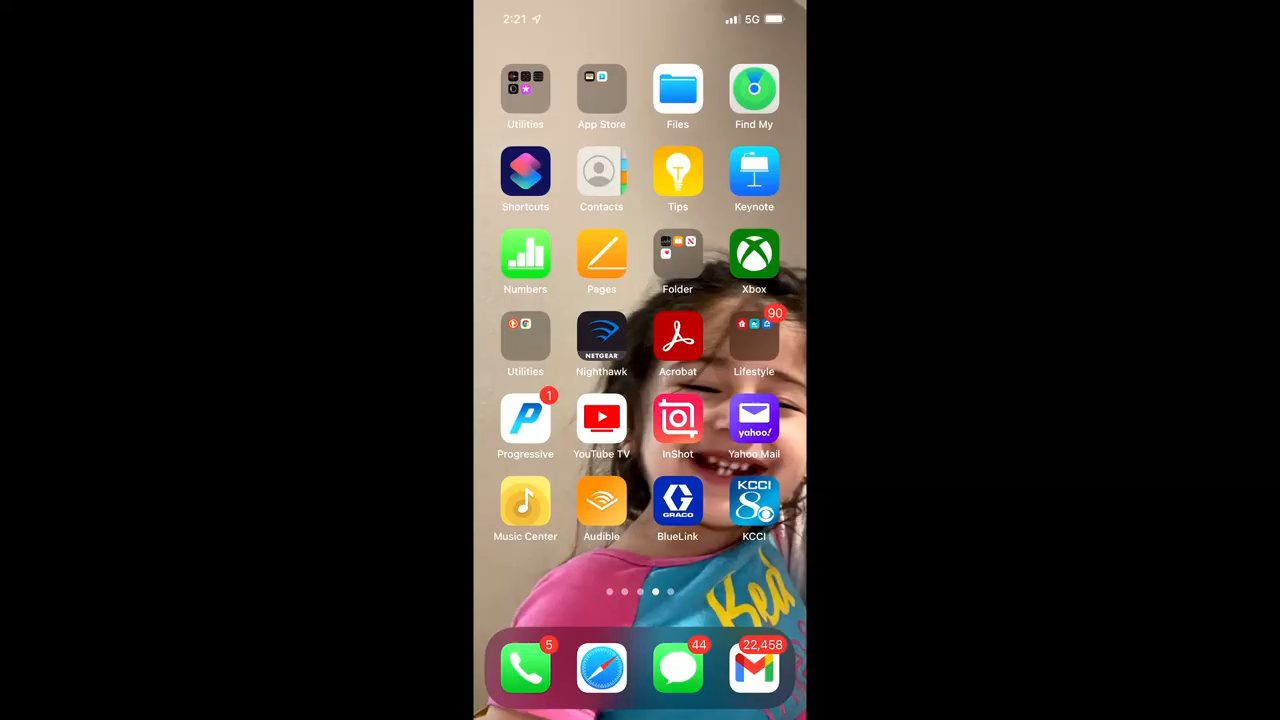 2:21 5G
Utilities App Store Files Find My
Shortcuts Contacts Tips Keynote
Numbers Pages Folder Xbox
NETGEAR 90
Utilities Nighthawk Acrobat Lifestyle
1 yahoo!
Progressive YouTube TV InShot Yahoo Mail
GRACO KCCI 8
Music Center Audible BlueLink KCCI
5 44 22,458